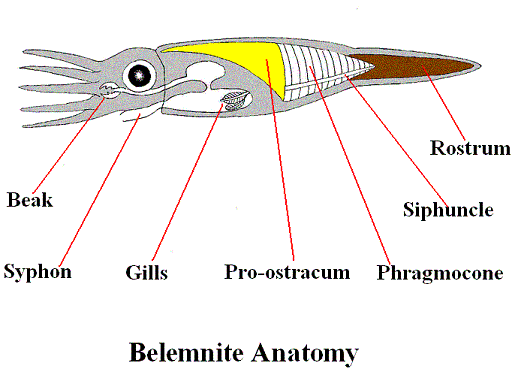 Rostrum
Beak
Siphuncle
Syphon
Gills
Pro-ostracum
Phragmocone
Belemnite Anatomy